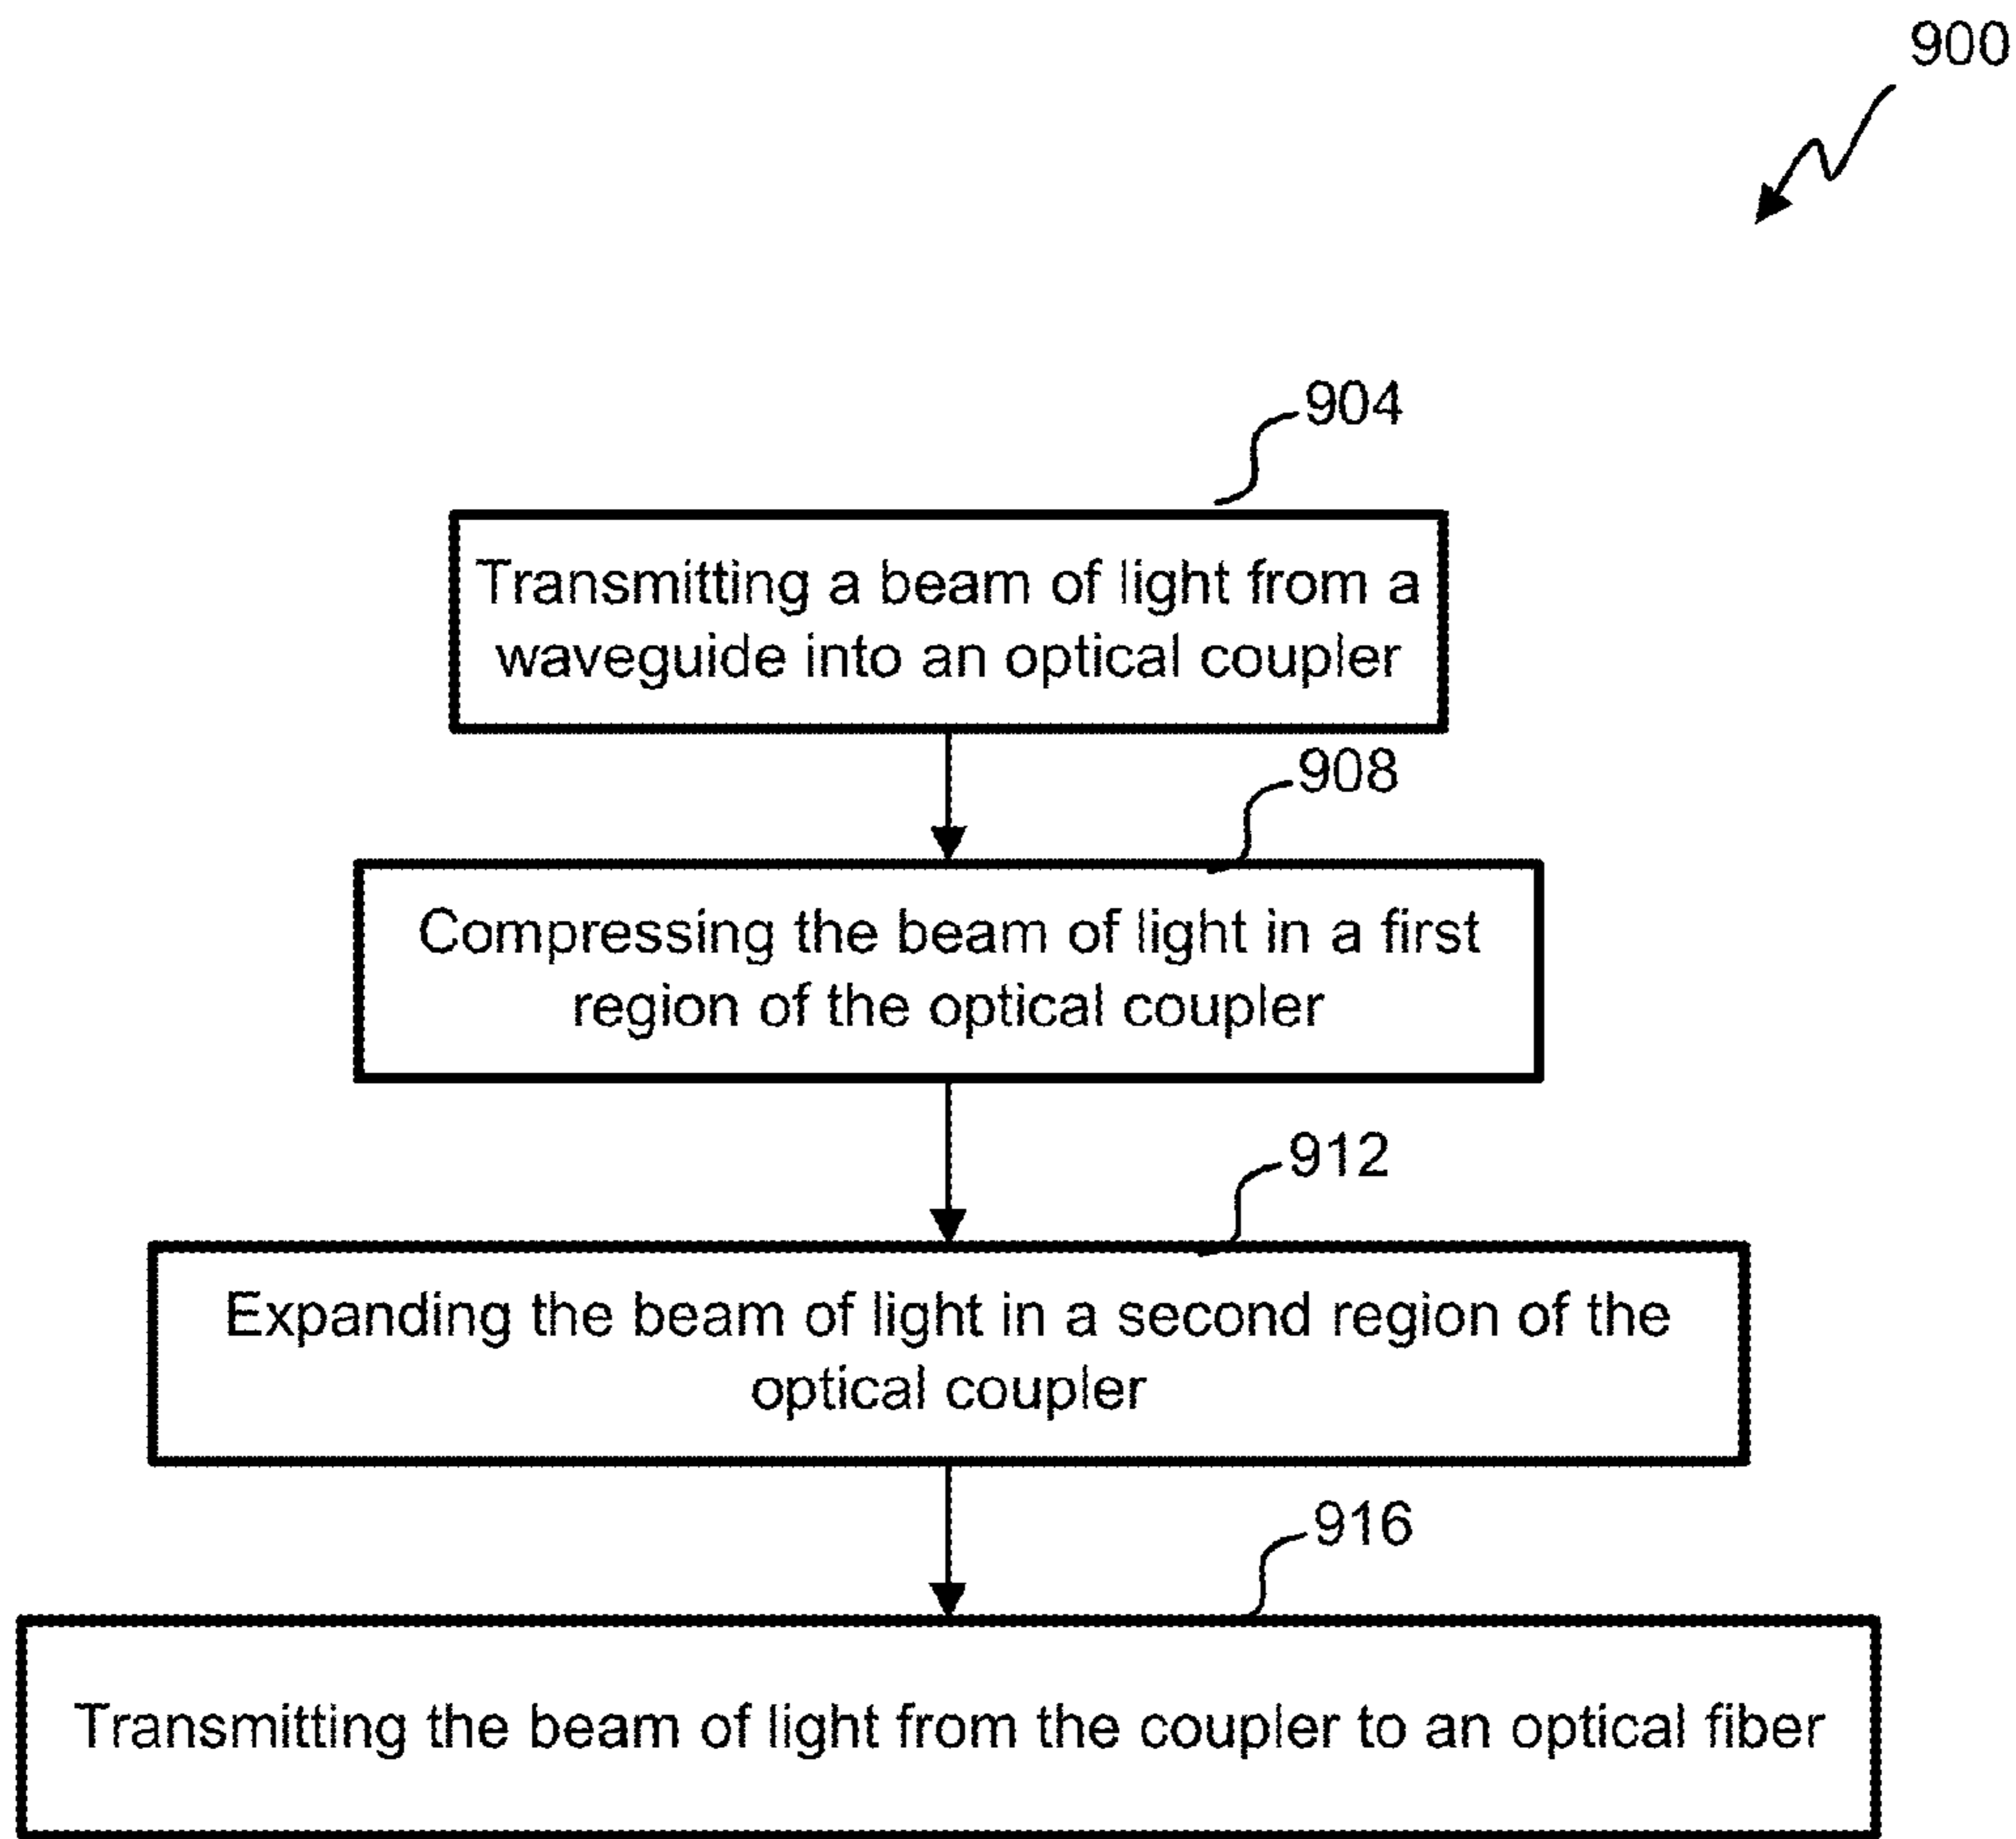 900
904
Transmitting a beam of light from a
waveguide into an optical coupler
908
Compressing the beam of light in a first
region of the optical coupler
912
Expanding the beam of light in a second region of the
optical coupler
916
Transmitting the beam of light from the coupler to an optical fiber